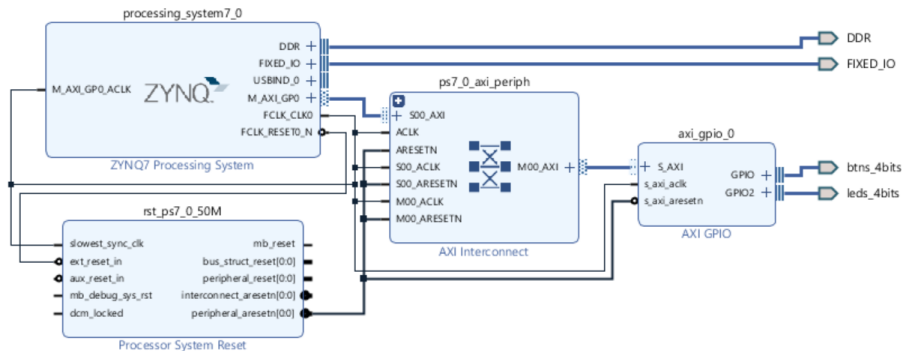 processing_system7_0
DDR
FIXED_IO
USBIND_0
M_AXI_GP0
FCLK_CLK0
FCLK_RESET0_N
M_AXI_GP0_ACLK
ZYNQ
ZYNQ7 Processing System
DDR
FIXED_IO
ps7_0_axi_periph
S00_AXI
ACLK
ARESETN
S00_ACLK
S00_ARESETN
M00_ACLK
M00_ARESETN
M00_AXI
AXI Interconnect
axi_gpio_0
S_AXI
s_axi_aclk
s_axi_aresetn
GPIO
GPIO2
AXI GPIO
btns_4bits
leds_4bits
rst_ps7_0_50M
slowest_sync_clk
ext_reset_in
aux_reset_in
mb_debug_sys_rst
dcm_locked
mb_reset
bus_struct_reset[0:0]
peripheral_reset[0:0]
interconnect_aresetn[0:0]
peripheral_aresetn[0:0]
Processor System Reset